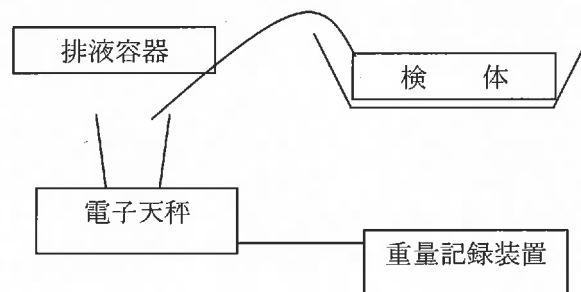 排液容器
検　体
電子天秤
重量記録装置